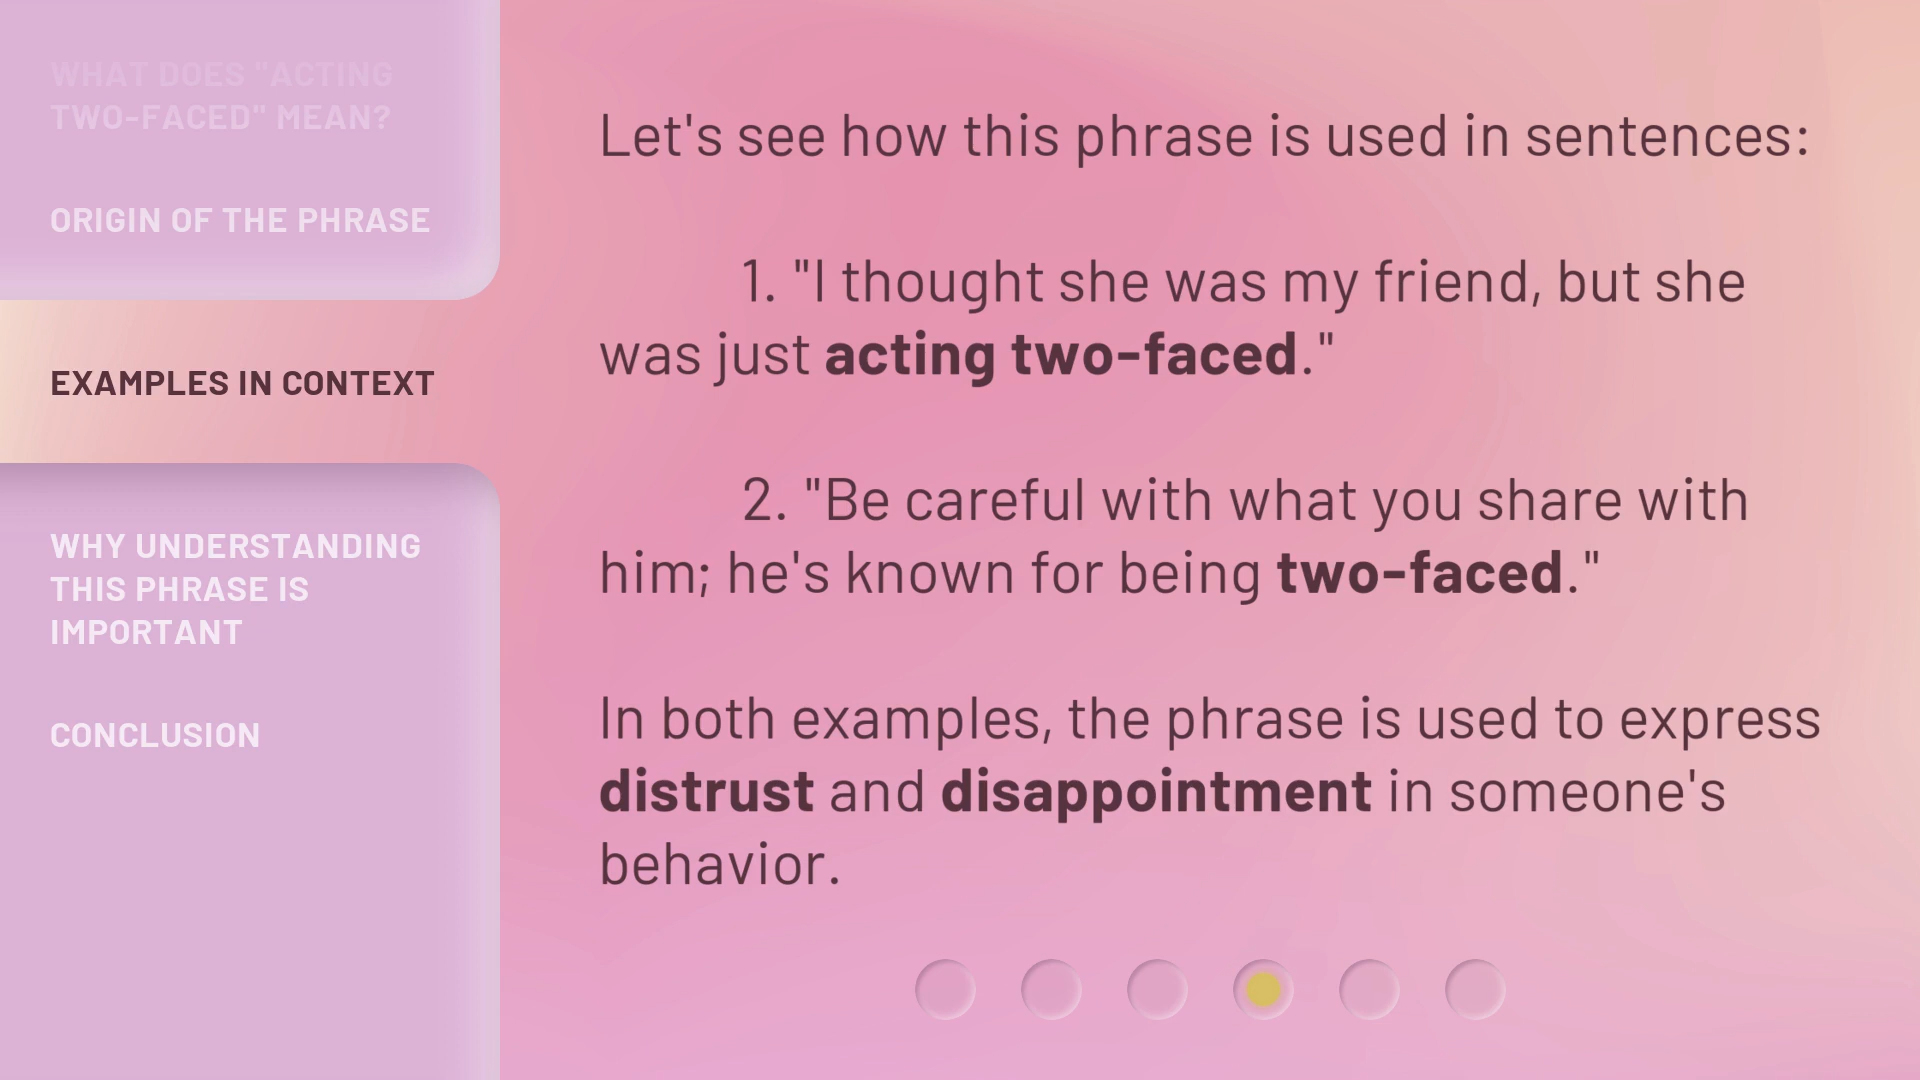 WHAT DOES "ACTING
TWO-FACED" MEAN?
ORIGIN OF THE PHRASE
EXAMPLES IN CONTEXT
WHY UNDERSTANDING
THIS PHRASE IS
IMPORTANT
CONCLUSION
Let's see how this phrase is used in sentences:
1. "I thought she was my friend, but she
was just acting two-faced."
2. "Be careful with what you share with
him; he's known for being two-faced."
In both examples, the phrase is used to express
distrust and disappointment in someone's
behavior.